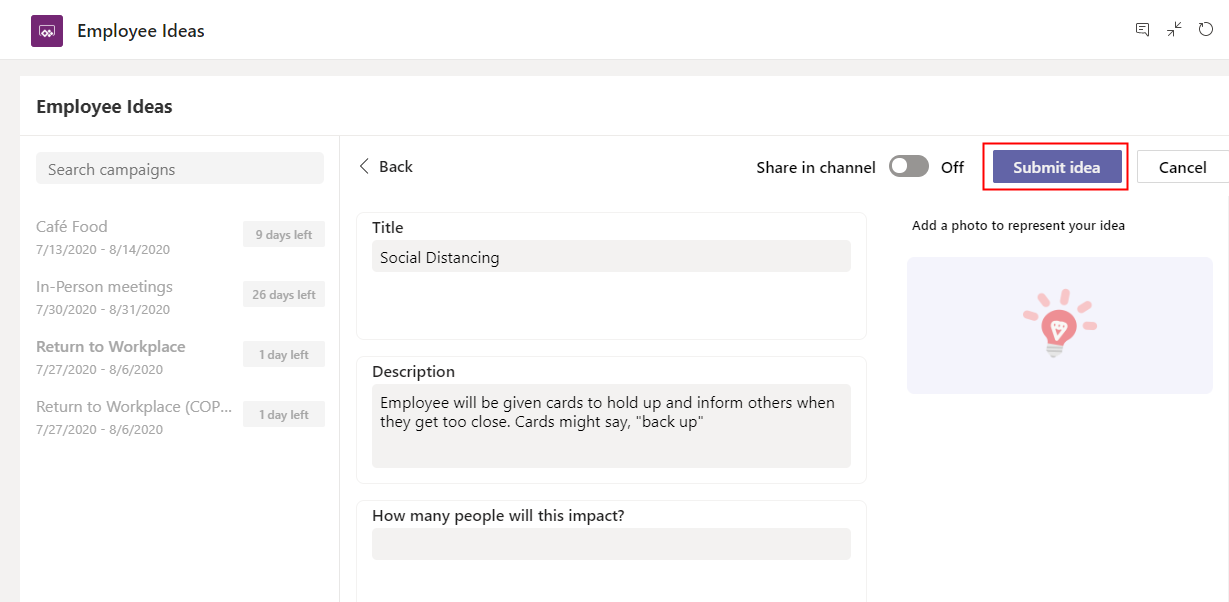 Employee Ideas
Employee Ideas
Search campaigns
Café Food
7/13/2020 - 8/14/2020
9 days left
In-Person meetings
7/30/2020 - 8/31/2020
26 days left
Return to Workplace
7/27/2020 - 8/6/2020
1 day left
Return to Workplace (COP...
7/27/2020 - 8/6/2020
1 day left
Back
Share in channel
Off
Submit idea
Cancel
Title
Social Distancing
Description
Employee will be given cards to hold up and inform others when
they get too close. Cards might say, "back up"
How many people will this impact?
Add a photo to represent your idea